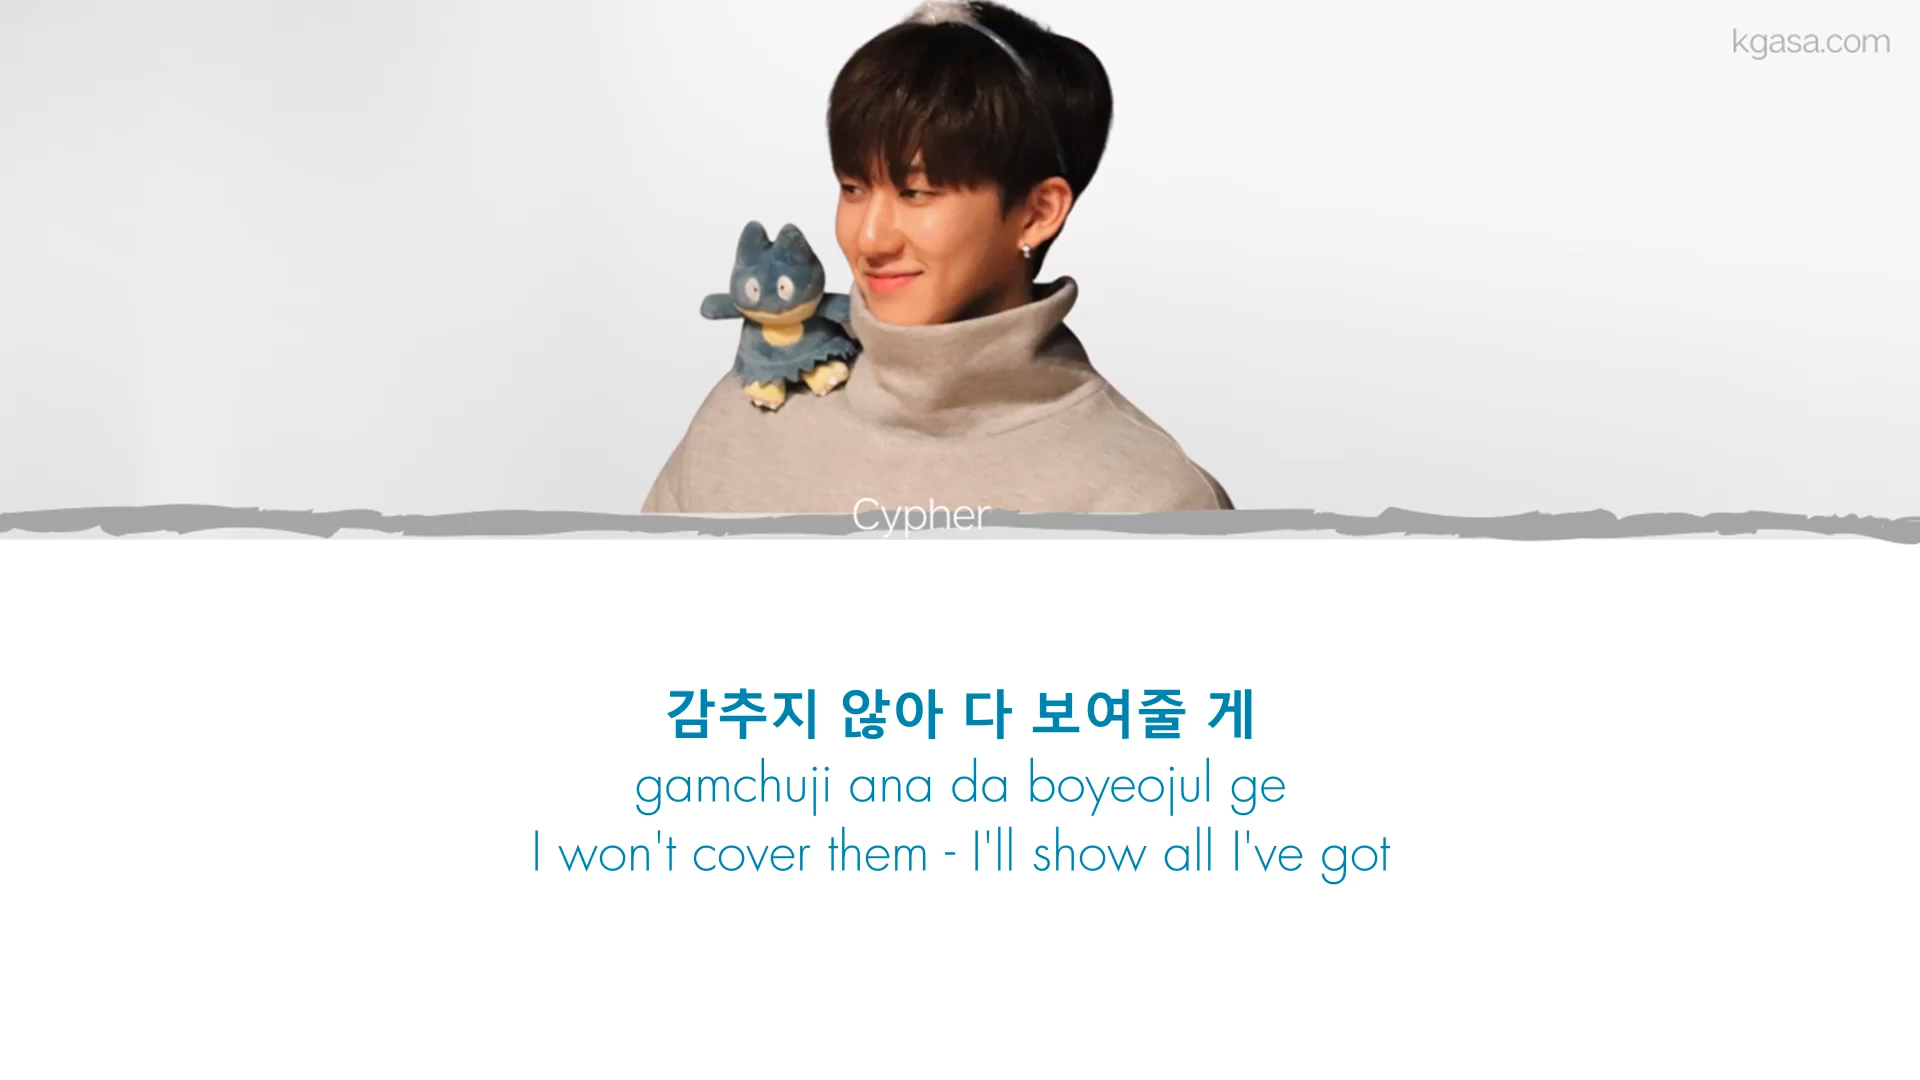 kgasa.com
Cypher
감추지 않아 다 보여줄 게
gamchuji ana da boyeojul ge
I won't cover them - I'll show all I've got